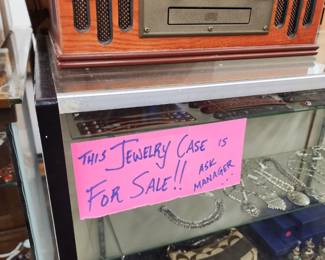 THIS JEWELRY CASE IS
FOR SALE!! ASK
MANAGER!!